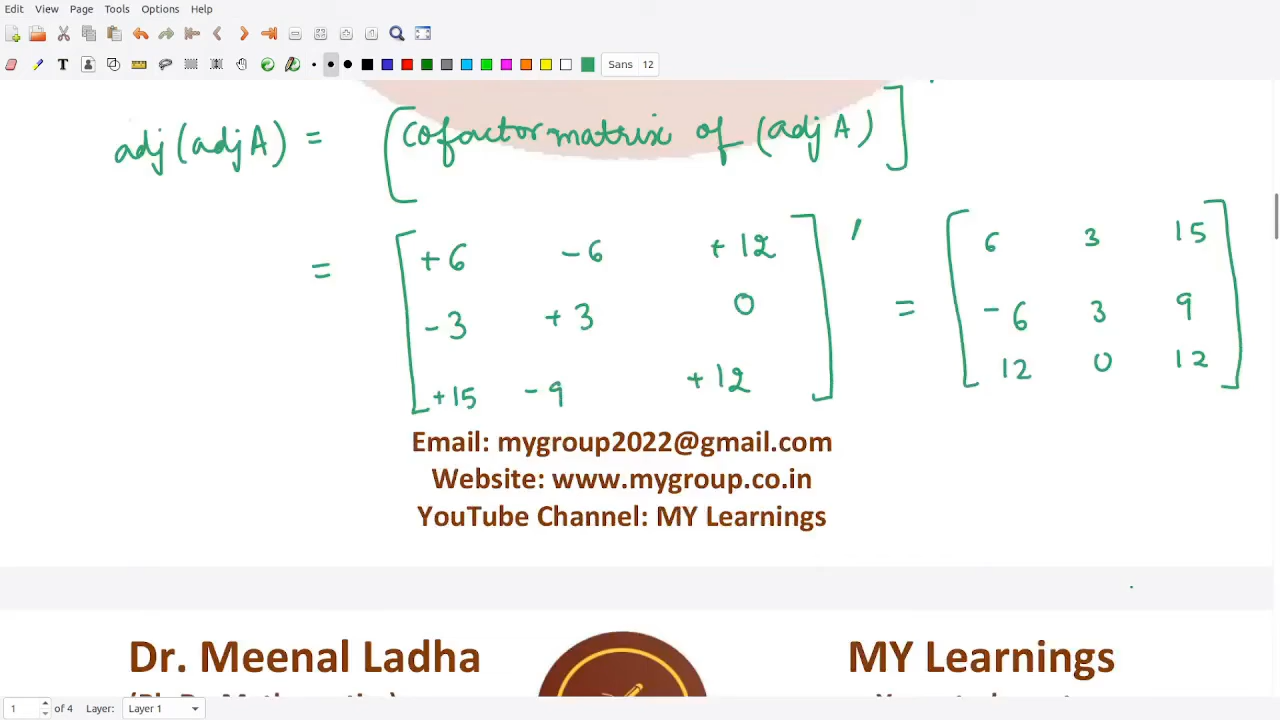 Edit View Page Tools Options Help
Sans 12
adj (adj A) = [cofactor matrix of (adj A)]'
= [+6 -6 +12 ]' = [6 3 15]
-3 +3 0 -6 3 9
+15 -9 +12 12 0 12
Email: mygroup2022@gmail.com
Website: www.mygroup.co.in
YouTube Channel: MY Learnings
Dr. Meenal Ladha MY Learnings
1 of 4 Layer: Layer 1